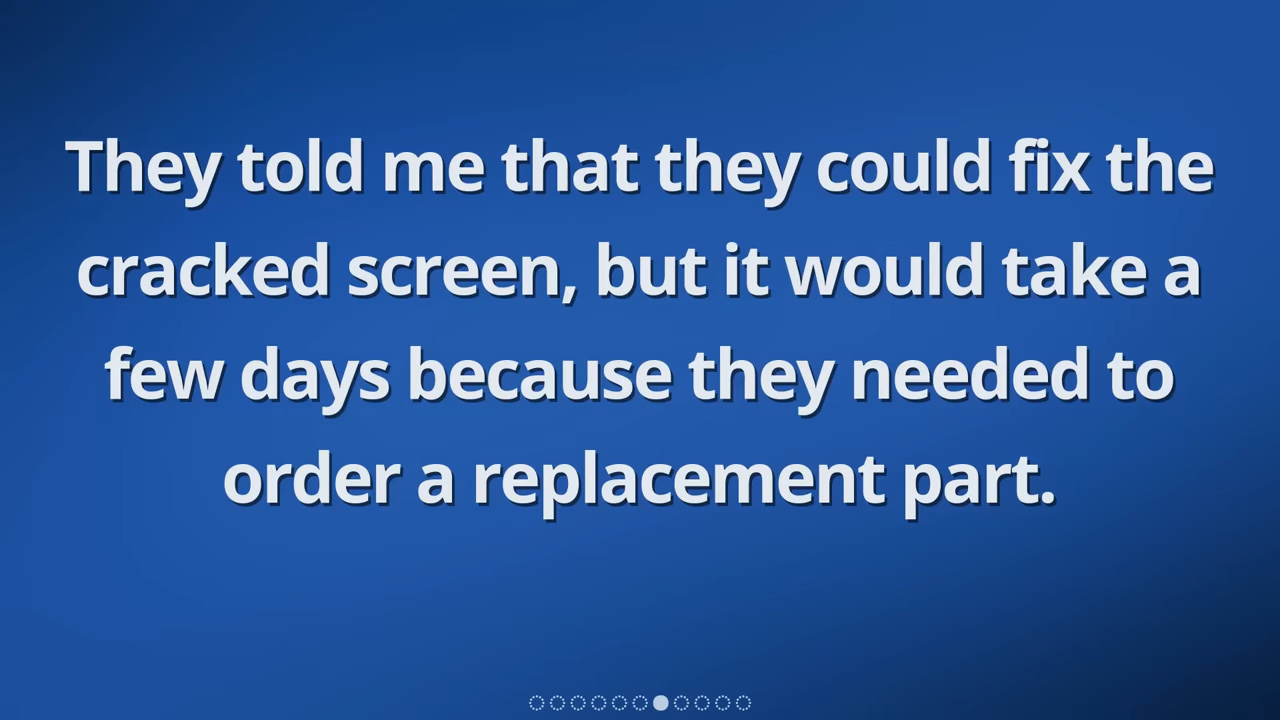 They told me that they could fix the
cracked screen, but it would take a
few days because they needed to
order a replacement part.